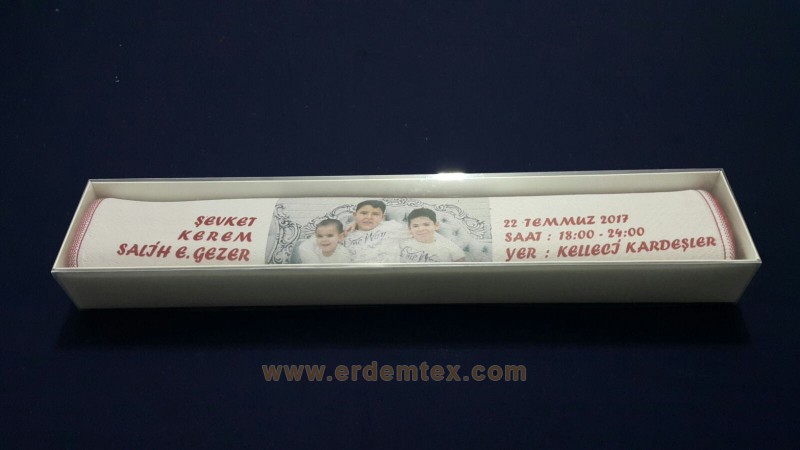 ŞEVKET
KEREM
SALİH E. GEZER
22 TEMMUZ 2017
SAAT : 18:00 - 24:00
YER : KELLECİ KARDEŞLER
www.erdemtex.com